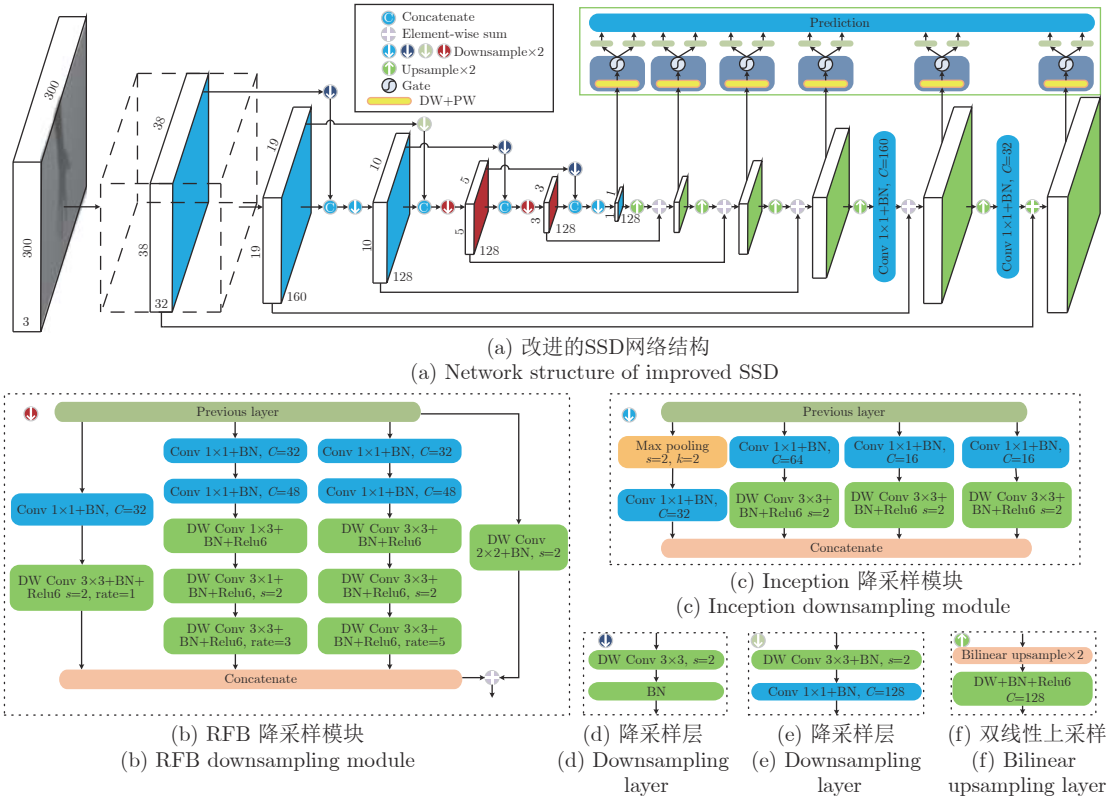 Concatenate
Element-wise sum
Downsample×2
Upsample×2
Gate
DW+PW
Prediction
300
300
3
38
38
32
19
19
160
10
10
128
5
5
128
3
3
128
1
1
128
Conv 1×1+BN, C=160
Conv 1×1+BN, C=32
(a) 改进的SSD网络结构
(a) Network structure of improved SSD
Previous layer
Conv 1×1+BN, C=32
DW Conv 3×3+BN+
Relu6 s=2, rate=1
Conv 1×1+BN, C=32
Conv 1×1+BN, C=48
DW Conv 1×3+
BN+Relu6
DW Conv 3×1+
BN+Relu6, s=2
DW Conv 3×3+
BN+Relu6, rate=3
Conv 1×1+BN, C=32
Conv 1×1+BN, C=48
DW Conv 3×3+
BN+Relu6
DW Conv 3×3+
BN+Relu6, s=2
DW Conv 3×3+
BN+Relu6, rate=5
DW Conv
2×2+BN, s=2
Concatenate
(b) RFB 降采样模块
(b) RFB downsampling module
Previous layer
Max pooling
s=2, k=2
Conv 1×1+BN,
C=32
Conv 1×1+BN,
C=64
DW Conv 3×3+
BN+Relu6 s=2
Conv 1×1+BN,
C=16
DW Conv 3×3+
BN+Relu6 s=2
Conv 1×1+BN,
C=16
DW Conv 3×3+
BN+Relu6 s=2
Concatenate
(c) Inception 降采样模块
(c) Inception downsampling module
DW Conv 3×3, s=2
BN
(d) 降采样层
(d) Downsampling
layer
DW Conv 3×3+BN, s=2
Conv 1×1+BN, C=128
(e) 降采样层
(e) Downsampling
layer
Bilinear upsample×2
DW+BN+Relu6
C=128
(f) 双线性上采样
(f) Bilinear
upsampling layer